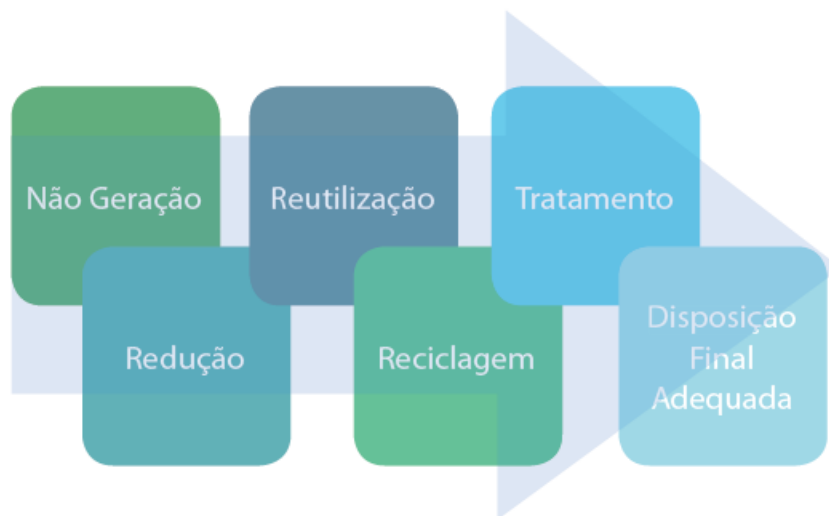 Não Geração
Redução
Reutilização
Reciclagem
Tratamento
Disposição
Final
Adequada